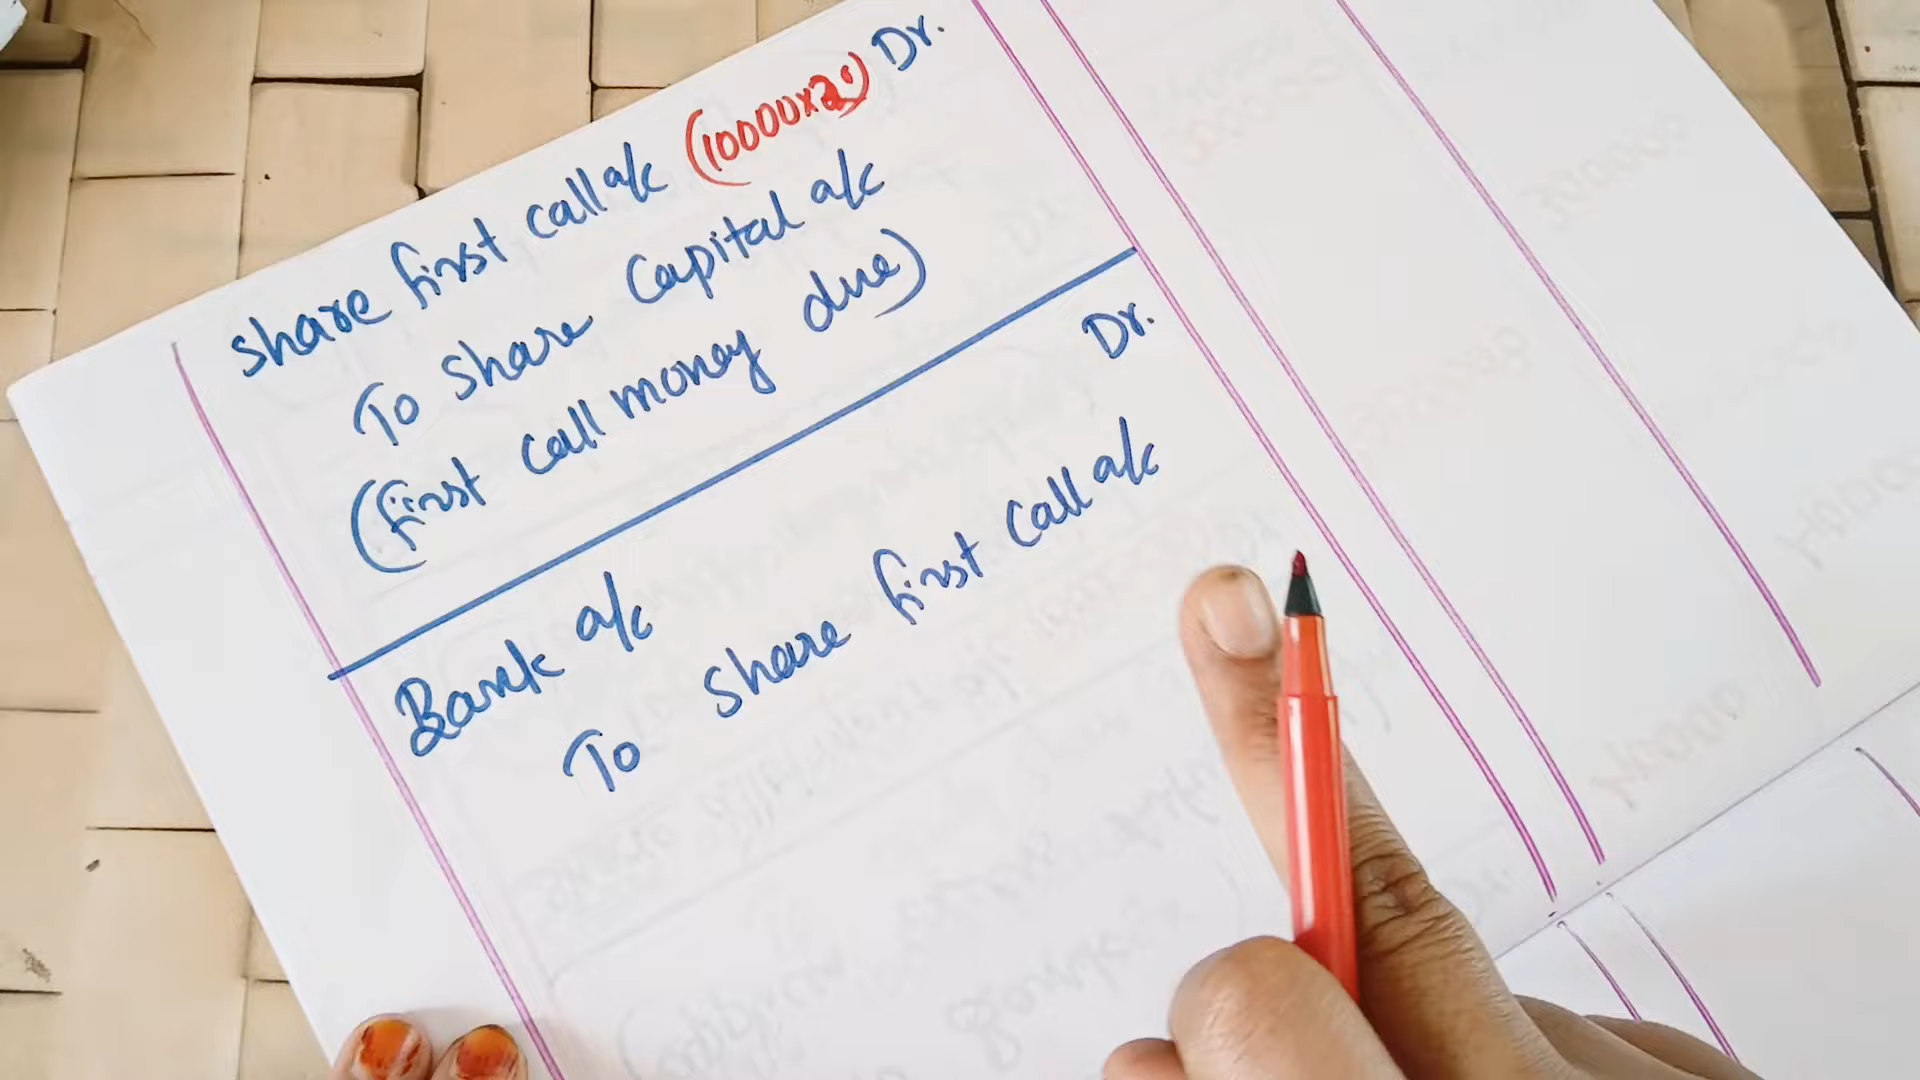 Share first call a/c (10000x20) Dr.
To share Capital a/c
(first call money due)
Bank a/c Dr.
To share first call a/c